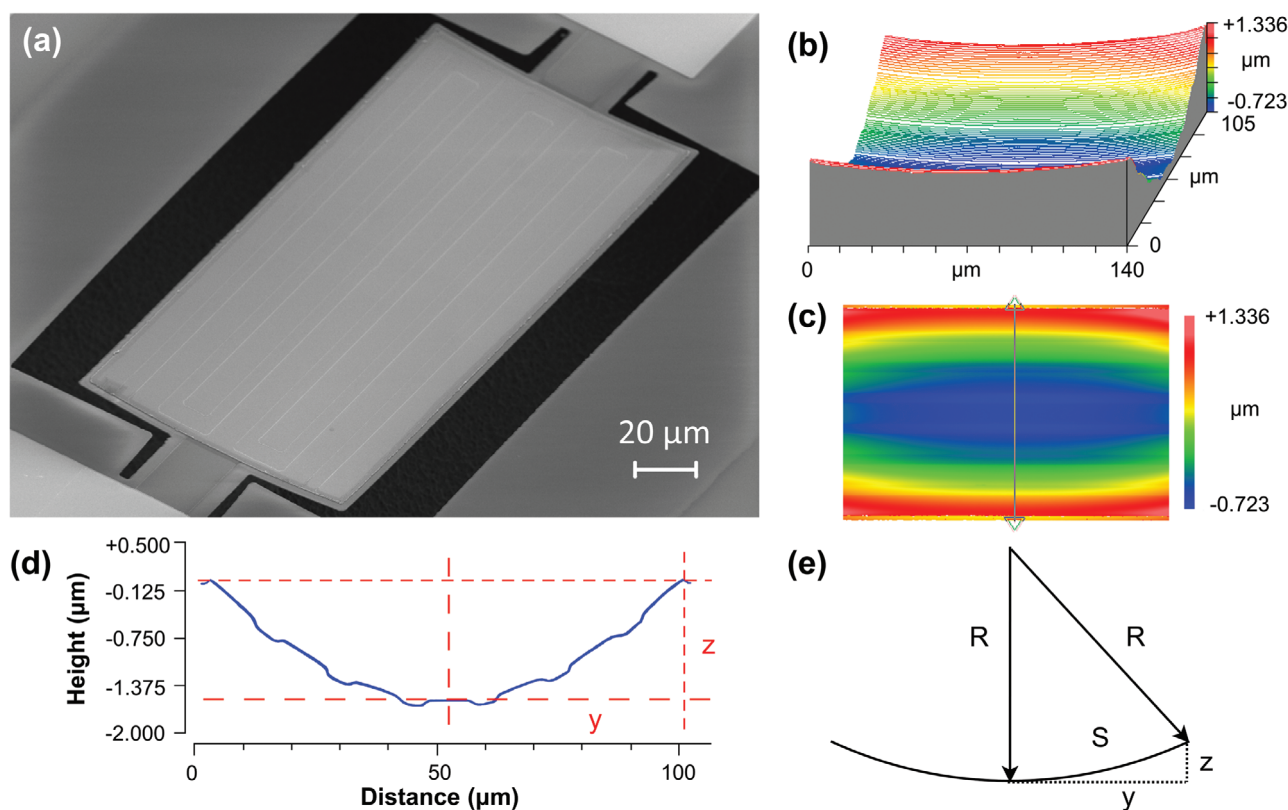 (a)
20 µm
(b)
+1.336
µm
-0.723
105
µm
0
0
µm
140
(c)
+1.336
µm
-0.723
(d)
+0.500
-0.125
-0.750
-1.375
-2.000
Height (µm)
z
y
0
50
100
Distance (µm)
(e)
R
R
S
z
y